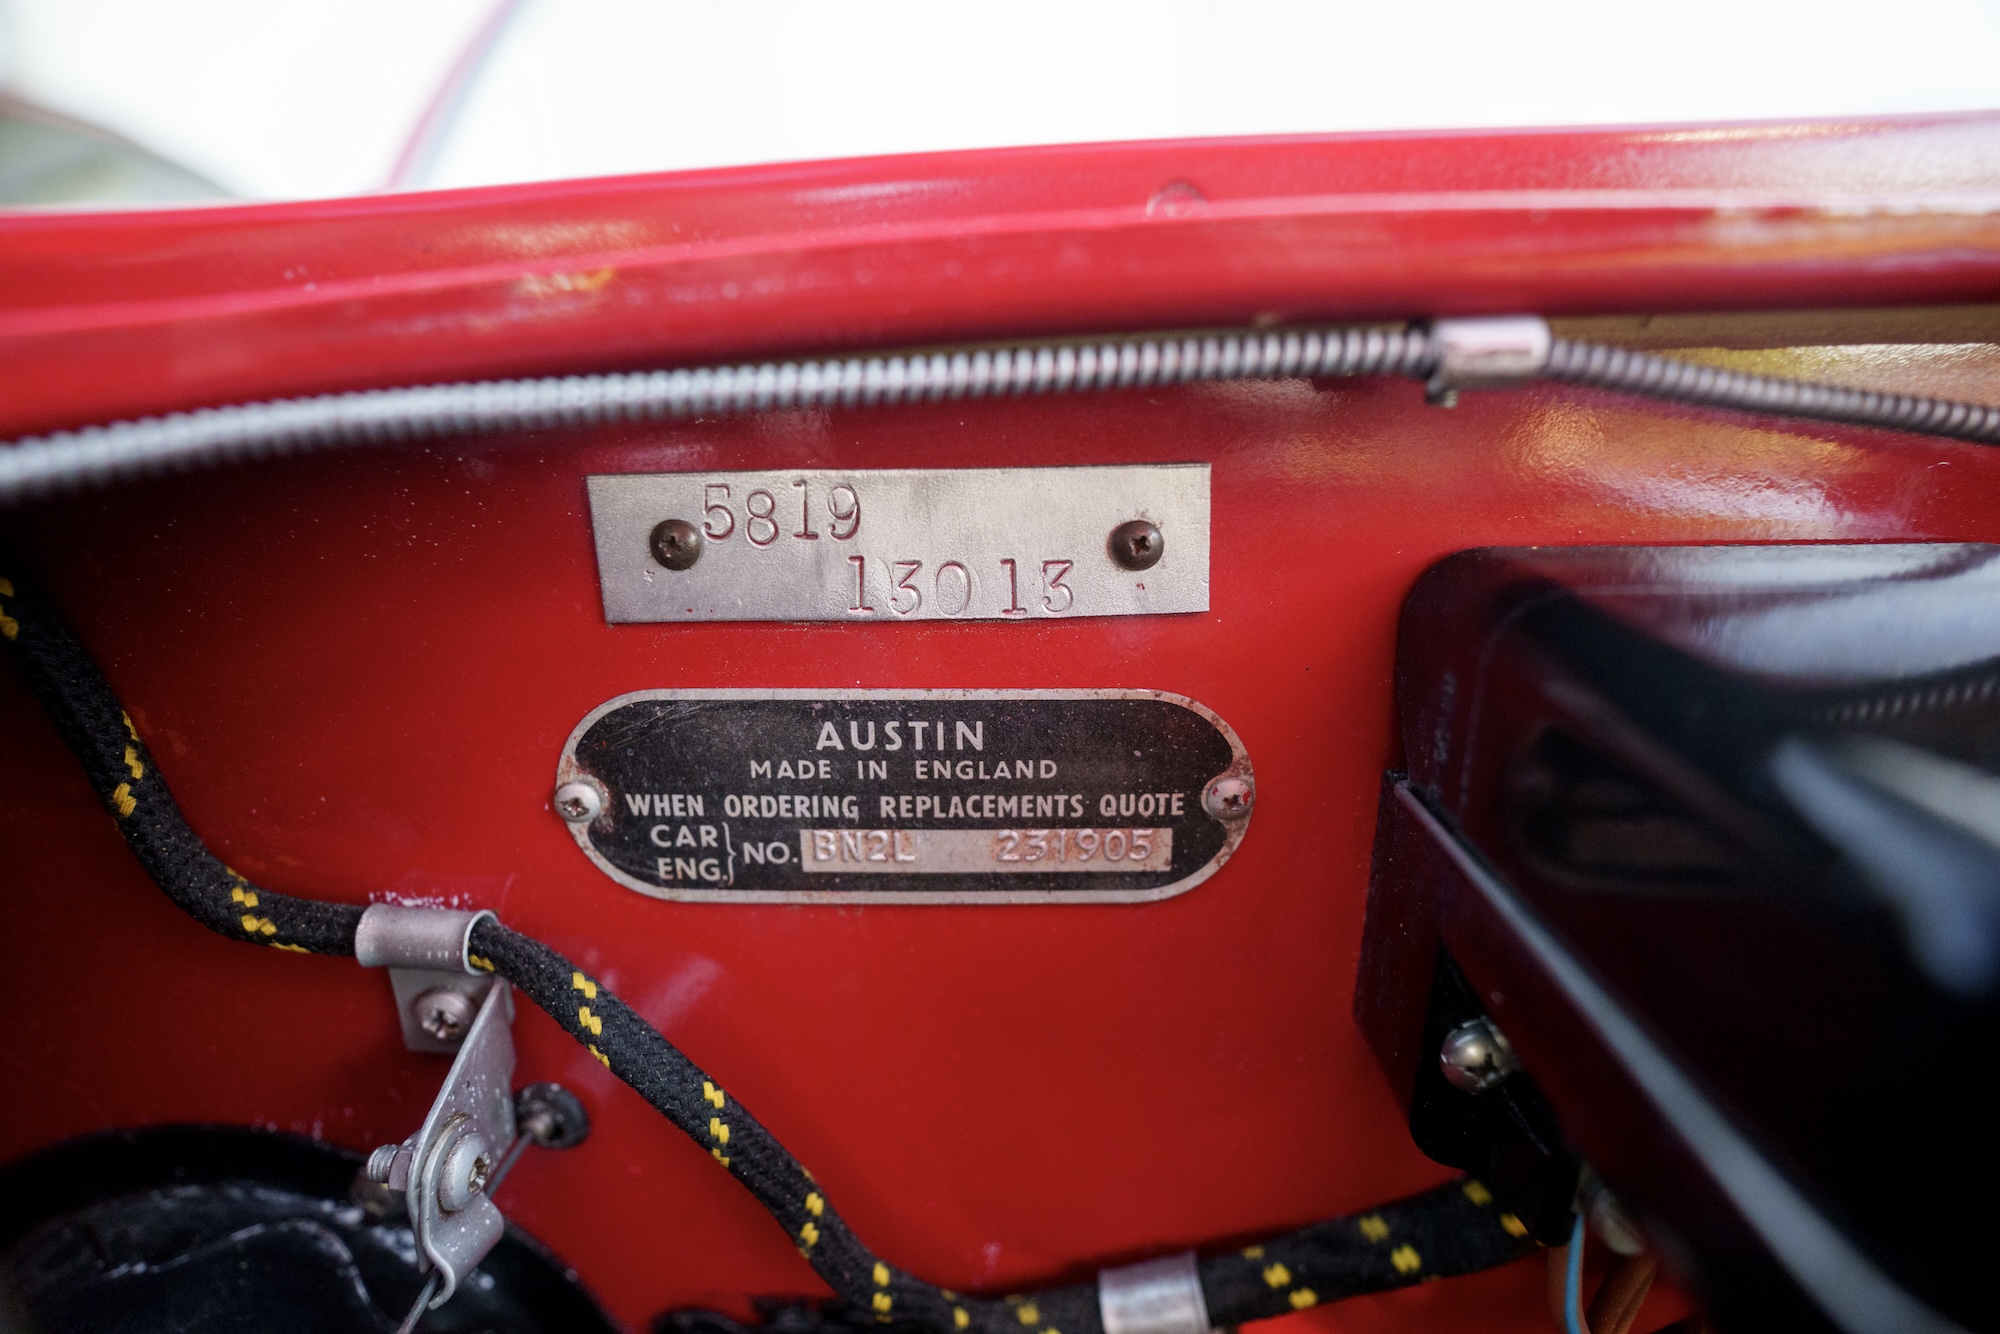 5819
13013
AUSTIN
MADE IN ENGLAND
WHEN ORDERING REPLACEMENTS QUOTE
CAR
ENG. } NO. BN2L 231905